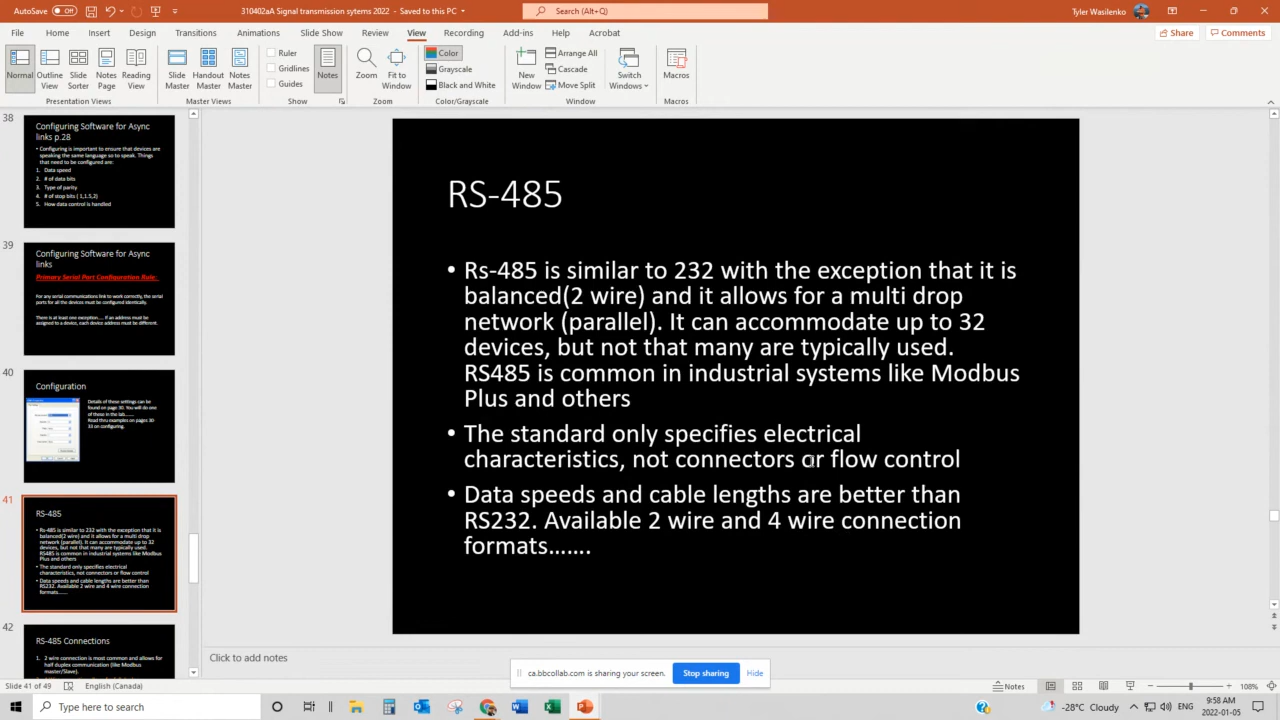 AutoSave Off 310402aA Signal transmission sytems 2022 - Saved to this PC Search (Alt+Q) Tyler Wasilenko
File Home Insert Design Transitions Animations Slide Show Review View Recording Add-ins Help Acrobat Share Comments
Normal Outline View Slide Sorter Notes Page Reading View
Presentation Views
Slide Master Handout Master Notes Master
Master Views
Ruler
Gridlines
Guides
Notes
Show
Zoom Fit to Window
Zoom
Color
Grayscale
Black and White
Color/Grayscale
New Window
Arrange All
Cascade
Move Split
Switch Windows
Window
Macros
Macros
38
Configuring Software for Async
links p.28
• Configuring is important to ensure that devices are
speaking the same language so to speak. Things
that need to be configured are:
1. Data speed
2. # of data bits
3. Type of parity
4. # of stop bits ( 1,1.5,2)
5. How data control is handled
39
Configuring Software for Async
links
Primary Serial Port Configuration Rule:
For any serial communications link to work correctly, the serial
ports for all the devices must be configured identically.
There is at least one exception..... if an address must be
assigned to a device, each device address must be different.
40
Configuration
Details of these settings can
be found on page 30. You will do one
of these in the lab.......
Read thru examples on pages 30
33 on configuring.
41
RS-485
• Rs-485 is similar to 232 with the exception that it is
balanced(2 wire) and it allows for a multi drop
network (parallel). It can accommodate up to 32
devices, but not that many are typically used.
RS485 is common in industrial systems like Modbus
Plus and others
• The standard only specifies electrical
characteristics, not connectors or flow control
• Data speeds and cable lengths are better than
RS232. Available 2 wire and 4 wire connection
formats.......
42
RS-485 Connections
1. 2 wire connection is most common and allows for
half duplex communication (like Modbus
master/Slave).
RS-485
• Rs-485 is similar to 232 with the exception that it is
balanced(2 wire) and it allows for a multi drop
network (parallel). It can accommodate up to 32
devices, but not that many are typically used.
RS485 is common in industrial systems like Modbus
Plus and others
• The standard only specifies electrical
characteristics, not connectors or flow control
• Data speeds and cable lengths are better than
RS232. Available 2 wire and 4 wire connection
formats…….
Click to add notes
ca.bbcollab.com is sharing your screen. Stop sharing Hide
Slide 41 of 49 English (Canada) Notes 108%
Type here to search
-28°C Cloudy
9:58 AM
2022-01-05